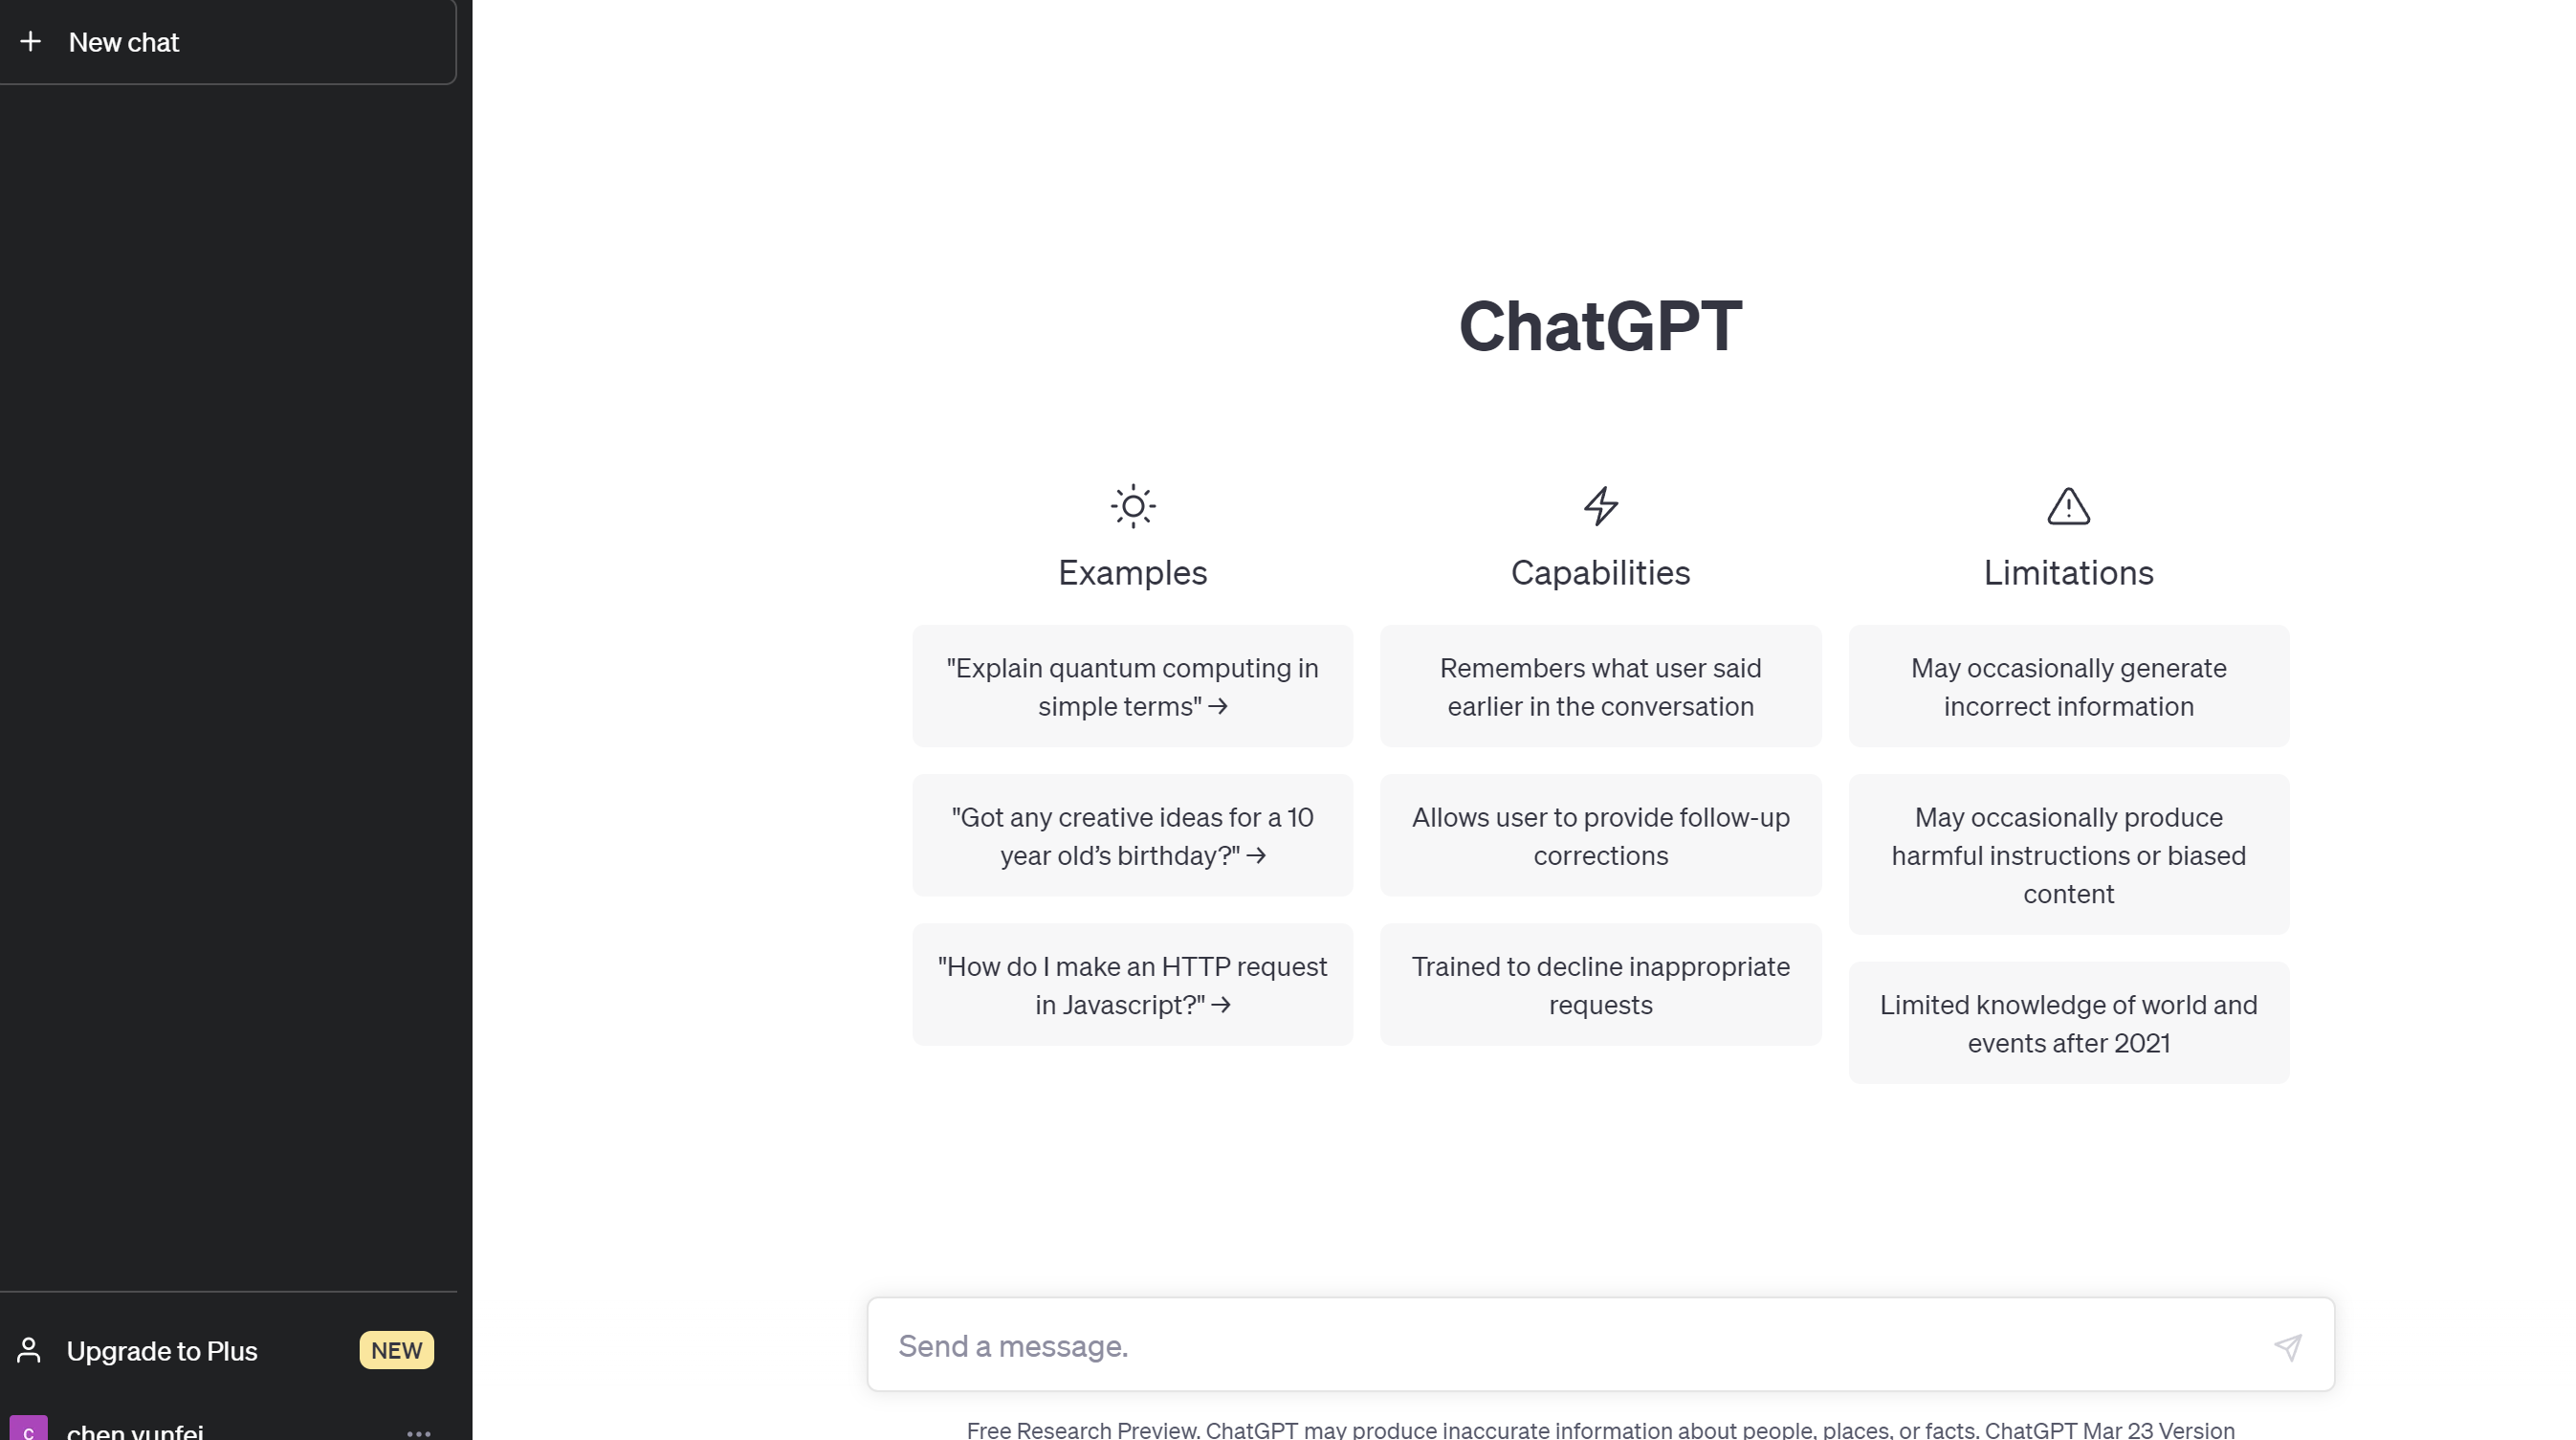 New chat
ChatGPT
Examples
"Explain quantum computing in
simple terms" →
"Got any creative ideas for a 10
year old’s birthday?" →
"How do I make an HTTP request
in Javascript?" →
Capabilities
Remembers what user said
earlier in the conversation
Allows user to provide follow-up
corrections
Trained to decline inappropriate
requests
Limitations
May occasionally generate
incorrect information
May occasionally produce
harmful instructions or biased
content
Limited knowledge of world and
events after 2021
Upgrade to Plus NEW
C chen yunfei
Send a message.
Free Research Preview. ChatGPT may produce inaccurate information about people, places, or facts. ChatGPT Mar 23 Version